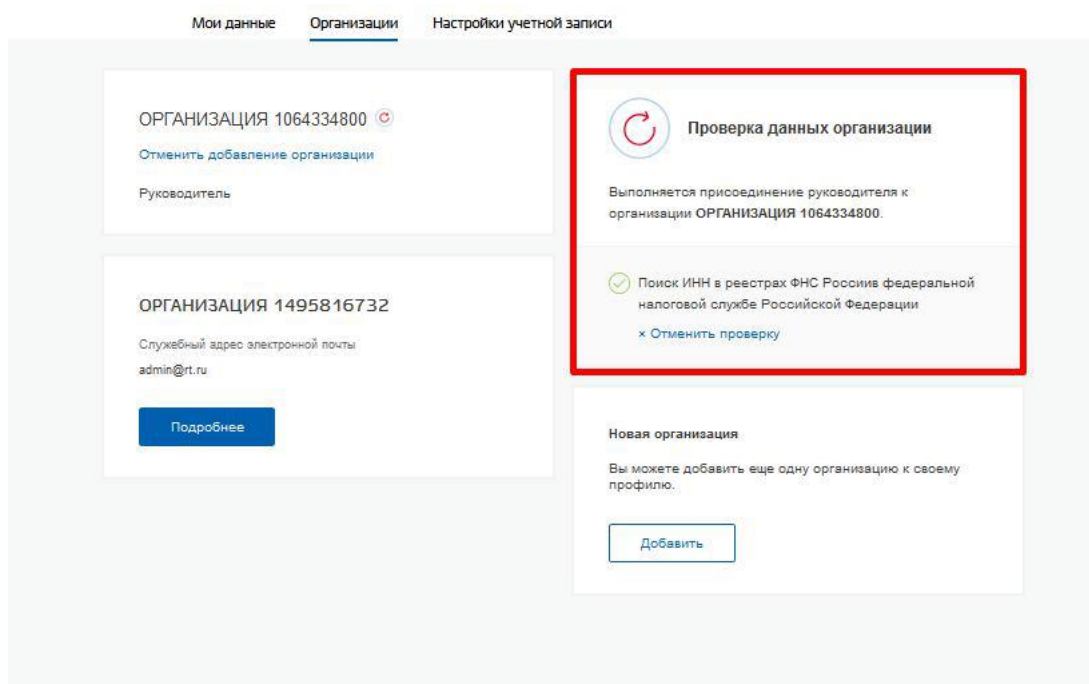 Мои данные Организации Настройки учетной записи
ОРГАНИЗАЦИЯ 1064334800
Отменить добавление организации
Руководитель
ОРГАНИЗАЦИЯ 1495816732
Служебный адрес электронной почты
admin@rt.ru
Подробнее
Проверка данных организации
Выполняется присоединение руководителя к
организации ОРГАНИЗАЦИЯ 1064334800.
Поиск ИНН в реестрах ФНС Россиив федеральной
налоговой службе Российской Федерации
× Отменить проверку
Новая организация
Вы можете добавить еще одну организацию к своему
профилю.
Добавить